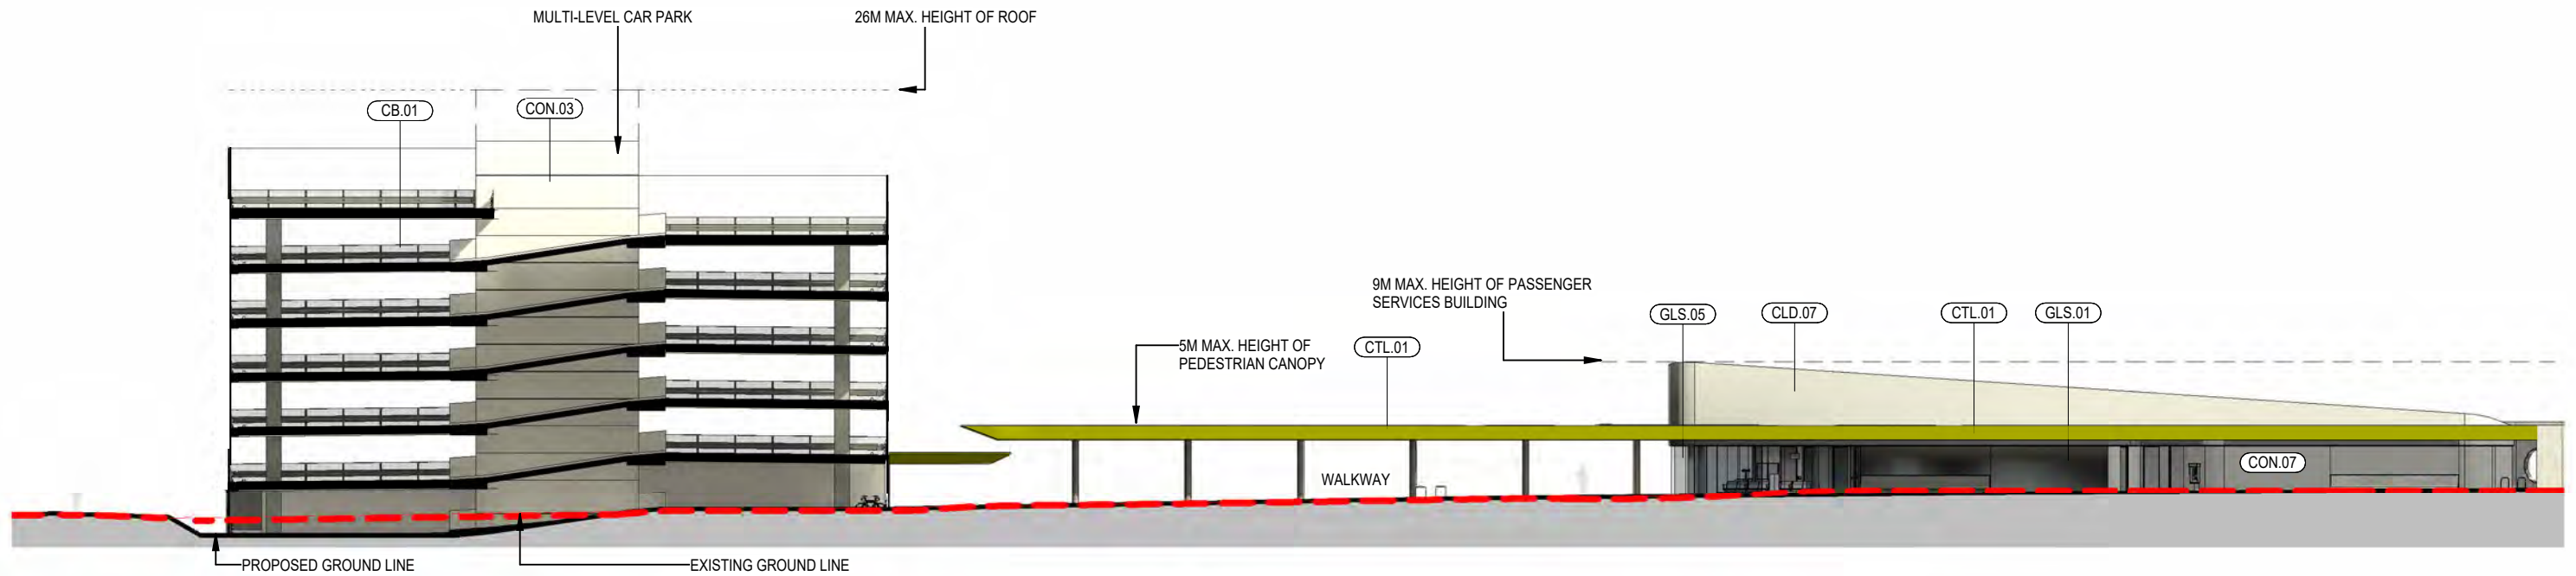 MULTI-LEVEL CAR PARK
26M MAX. HEIGHT OF ROOF
CB.01
CON.03
9M MAX. HEIGHT OF PASSENGER
SERVICES BUILDING
GLS.05
CLD.07
CTL.01
GLS.01
5M MAX. HEIGHT OF
PEDESTRIAN CANOPY
CTL.01
WALKWAY
CON.07
PROPOSED GROUND LINE
EXISTING GROUND LINE